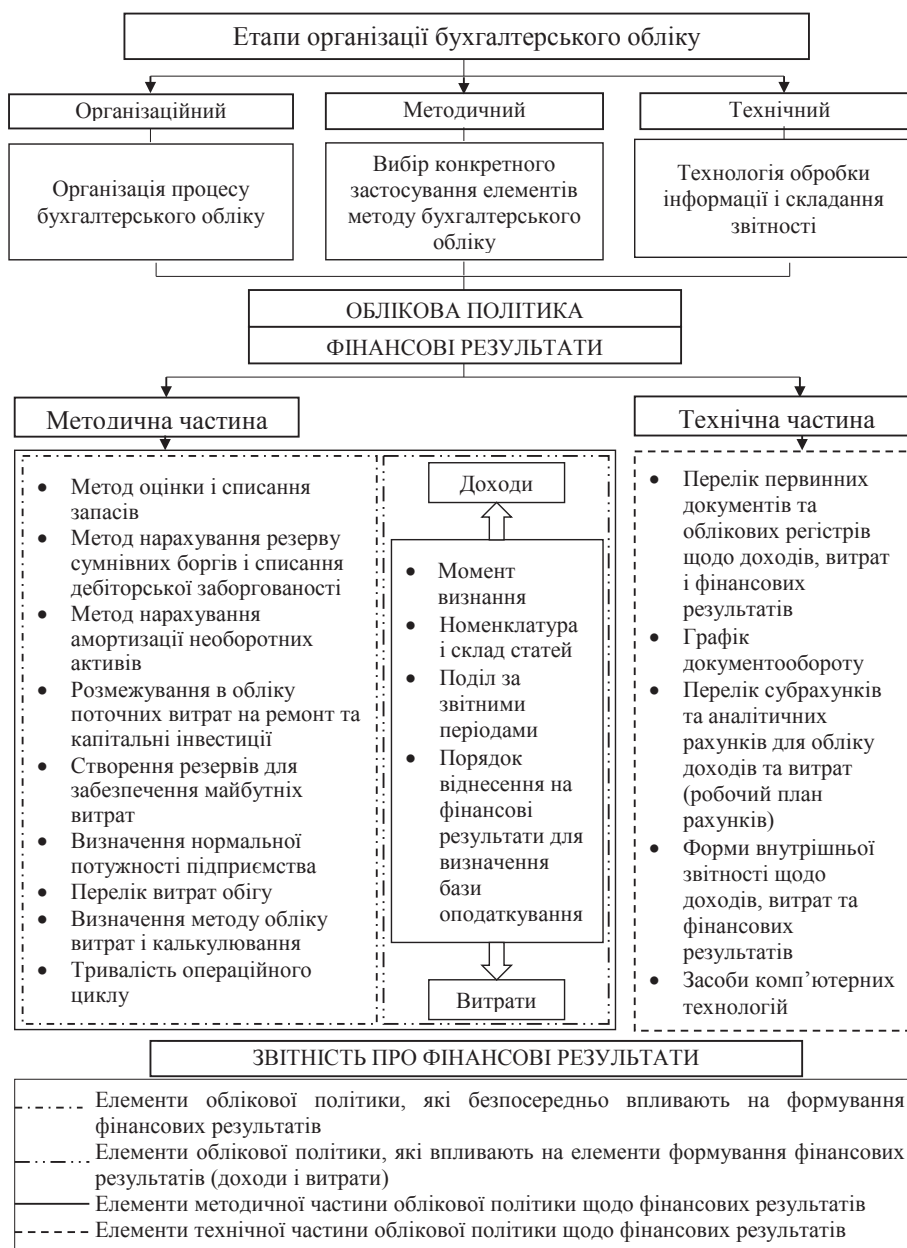 Етапи організації бухгалтерського обліку
Організаційний
Методичний
Технічний
Організація процесу
бухгалтерського обліку
Вибір конкретного
застосування елементів
методу бухгалтерського
обліку
Технологія обробки
інформації і складання
звітності
ОБЛІКОВА ПОЛІТИКА
ФІНАНСОВІ РЕЗУЛЬТАТИ
Методична частина
Технічна частина
• Метод оцінки і списання
запасів
• Метод нарахування резерву
сумнівних боргів і списання
дебіторської заборгованості
• Метод нарахування
амортизації необоротних
активів
• Розмежування в обліку
поточних витрат на ремонт та
капітальні інвестиції
• Створення резервів для
забезпечення майбутніх
витрат
• Визначення нормальної
потужності підприємства
• Перелік витрат обігу
• Визначення методу обліку
витрат і калькулювання
• Тривалість операційного
циклу
Доходи
• Момент
визнання
• Номенклатура
і склад статей
• Поділ за
звітними
періодами
• Порядок
віднесення на
фінансові
результати для
визначення
бази
оподаткування
Витрати
• Перелік первинних
документів та
облікових регістрів
щодо доходів, витрат
і фінансових
результатів
• Графік
документообороту
• Перелік субрахунків
та аналітичних
рахунків для обліку
доходів та витрат
(робочий план
рахунків)
• Форми внутрішньої
звітності щодо
доходів, витрат та
фінансових
результатів
• Засоби комп’ютерних
технологій
ЗВІТНІСТЬ ПРО ФІНАНСОВІ РЕЗУЛЬТАТИ
Елементи облікової політики, які безпосередньо впливають на формування
фінансових результатів
Елементи облікової політики, які впливають на елементи формування фінансових
результатів (доходи і витрати)
Елементи методичної частини облікової політики щодо фінансових результатів
Елементи технічної частини облікової політики щодо фінансових результатів